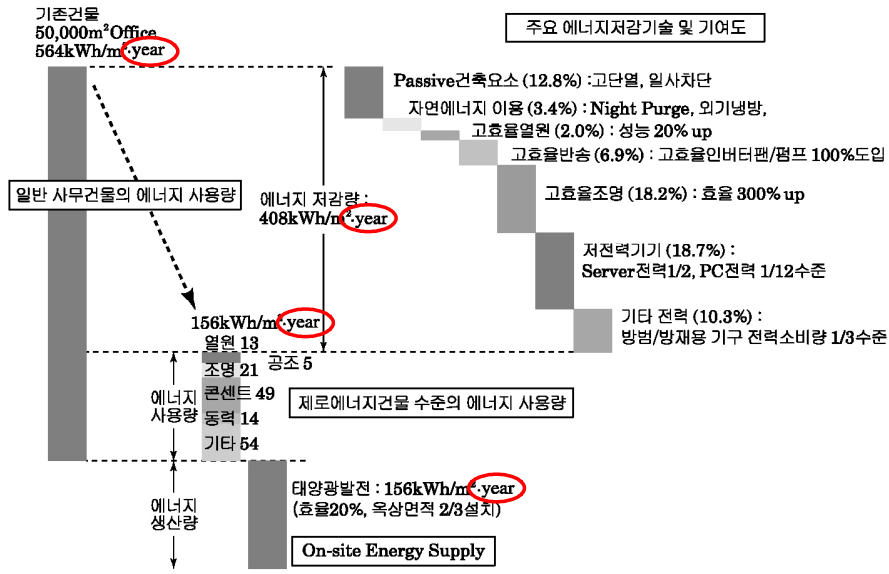 기존건물
50,000m²Office
564kWh/m²·year
주요 에너지저감기술 및 기여도
Passive건축요소 (12.8%) :고단열, 일사차단
자연에너지 이용 (3.4%) : Night Purge, 외기냉방,
고효율열원 (2.0%) : 성능 20% up
고효율반송 (6.9%) : 고효율인버터팬/펌프 100%도입
고효율조명 (18.2%) : 효율 300% up
저전력기기 (18.7%) :
Server전력1/2, PC전력 1/12수준
기타 전력 (10.3%) :
방범/방재용 기구 전력소비량 1/3수준
일반 사무건물의 에너지 사용량
에너지 저감량 :
408kWh/m²·year
156kWh/m²·year
열원 13
공조 5
조명 21
콘센트 49
동력 14
기타 54
에너지
사용량
제로에너지건물 수준의 에너지 사용량
에너지
생산량
태양광발전 : 156kWh/m²·year
(효율20%, 옥상면적 2/3설치)
On-site Energy Supply